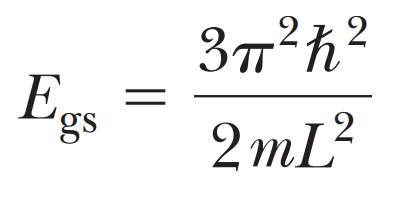 E_gs = 3π²ħ² / 2mL²